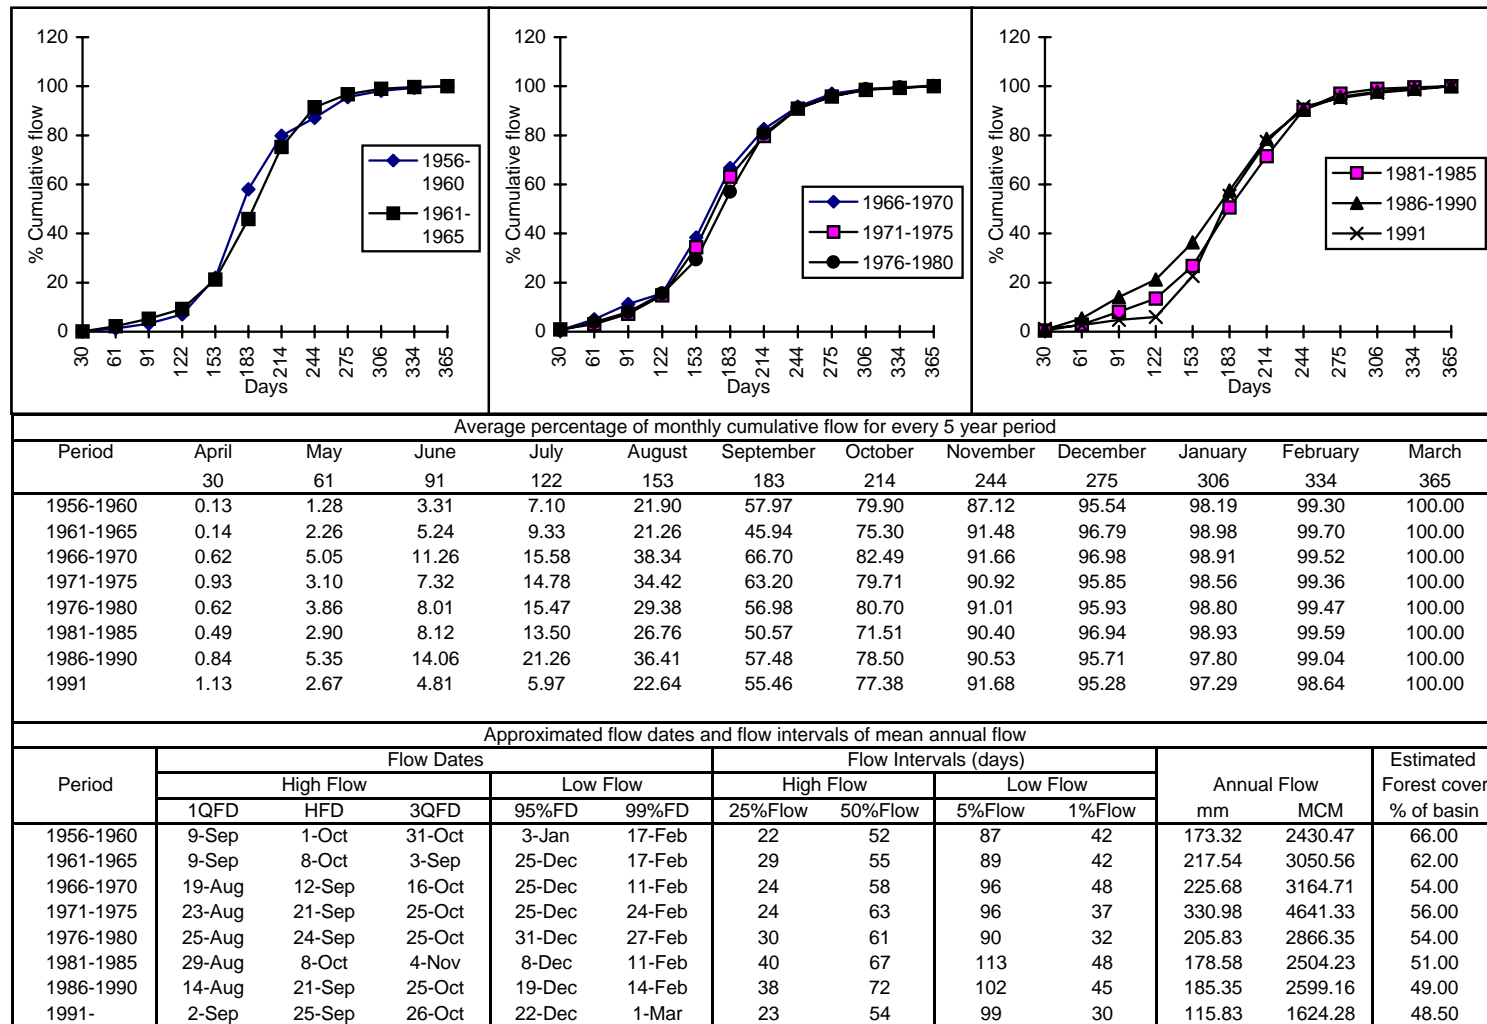 120
100
80
60
40
20
0
% Cumulative flow
30 61 91 122 153 183 214 244 275 306 334 365
Days
1956-
1960
1961-
1965
120
100
80
60
40
20
0
% Cumulative flow
30 61 91 122 153 183 214 244 275 306 334 365
Days
1966-1970
1971-1975
1976-1980
120
100
80
60
40
20
0
% Cumulative flow
30 61 91 122 153 183 214 244 275 306 334 365
Days
1981-1985
1986-1990
1991
Average percentage of monthly cumulative flow for every 5 year period
Period April May June July August September October November December January February March
30 61 91 122 153 183 214 244 275 306 334 365
1956-1960 0.13 1.28 3.31 7.10 21.90 57.97 79.90 87.12 95.54 98.19 99.30 100.00
1961-1965 0.14 2.26 5.24 9.33 21.26 45.94 75.30 91.48 96.79 98.98 99.70 100.00
1966-1970 0.62 5.05 11.26 15.58 38.34 66.70 82.49 91.66 96.98 98.91 99.52 100.00
1971-1975 0.93 3.10 7.32 14.78 34.42 63.20 79.71 90.92 95.85 98.56 99.36 100.00
1976-1980 0.62 3.86 8.01 15.47 29.38 56.98 80.70 91.01 95.93 98.80 99.47 100.00
1981-1985 0.49 2.90 8.12 13.50 26.76 50.57 71.51 90.40 96.94 98.93 99.59 100.00
1986-1990 0.84 5.35 14.06 21.26 36.41 57.48 78.50 90.53 95.71 97.80 99.04 100.00
1991 1.13 2.67 4.81 5.97 22.64 55.46 77.38 91.68 95.28 97.29 98.64 100.00
Approximated flow dates and flow intervals of mean annual flow
Flow Dates Flow Intervals (days) Estimated
Period High Flow Low Flow High Flow Low Flow Annual Flow Forest cover
1QFD HFD 3QFD 95%FD 99%FD 25%Flow 50%Flow 5%Flow 1%Flow mm MCM % of basin
1956-1960 9-Sep 1-Oct 31-Oct 3-Jan 17-Feb 22 52 87 42 173.32 2430.47 66.00
1961-1965 9-Sep 8-Oct 3-Sep 25-Dec 17-Feb 29 55 89 42 217.54 3050.56 62.00
1966-1970 19-Aug 12-Sep 16-Oct 25-Dec 11-Feb 24 58 96 48 225.68 3164.71 54.00
1971-1975 23-Aug 21-Sep 25-Oct 25-Dec 24-Feb 24 63 96 37 330.98 4641.33 56.00
1976-1980 25-Aug 24-Sep 25-Oct 31-Dec 27-Feb 30 61 90 32 205.83 2866.35 54.00
1981-1985 29-Aug 8-Oct 4-Nov 8-Dec 11-Feb 40 67 113 48 178.58 2504.23 51.00
1986-1990 14-Aug 21-Sep 25-Oct 19-Dec 14-Feb 38 72 102 45 185.35 2599.16 49.00
1991- 2-Sep 25-Sep 26-Oct 22-Dec 1-Mar 23 54 99 30 115.83 1624.28 48.50